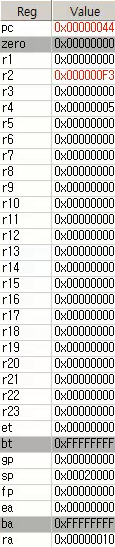 Reg Value
pc 0x00000044
zero 0x00000000
r1 0x00000000
r2 0x000000F3
r3 0x00000000
r4 0x00000005
r5 0x00000000
r6 0x00000000
r7 0x00000000
r8 0x00000000
r9 0x00000000
r10 0x00000000
r11 0x00000000
r12 0x00000000
r13 0x00000000
r14 0x00000000
r15 0x00000000
r16 0x00000000
r17 0x00000000
r18 0x00000000
r19 0x00000000
r20 0x00000000
r21 0x00000000
r22 0x00000000
r23 0x00000000
et 0x00000000
bt 0xFFFFFFFF
gp 0x00000000
sp 0x00020000
fp 0x00000000
ea 0x00000000
ba 0xFFFFFFFF
ra 0x00000010